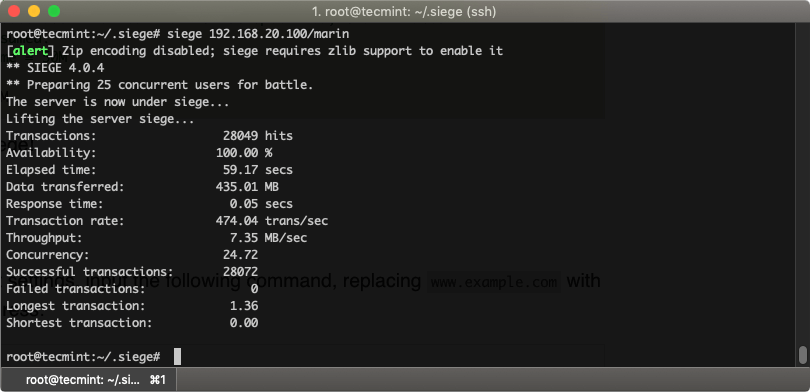 1. root@tecmint: ~/.siege (ssh)
root@tecmint:~/.siege# siege 192.168.20.100/marin
[alert] Zip encoding disabled; siege requires zlib support to enable it
** SIEGE 4.0.4
** Preparing 25 concurrent users for battle.
The server is now under siege...
Lifting the server siege...
Transactions: 28049 hits
Availability: 100.00 %
Elapsed time: 59.17 secs
Data transferred: 435.01 MB
Response time: 0.05 secs
Transaction rate: 474.04 trans/sec
Throughput: 7.35 MB/sec
Concurrency: 24.72
Successful transactions: 28072
settings, input the following command, replacing www.example.com with
Failed transactions: 0
Longest transaction: 1.36
Shortest transaction: 0.00
root@tecmint:~/.siege#
root@tecmint: ~/.si... ⌘1